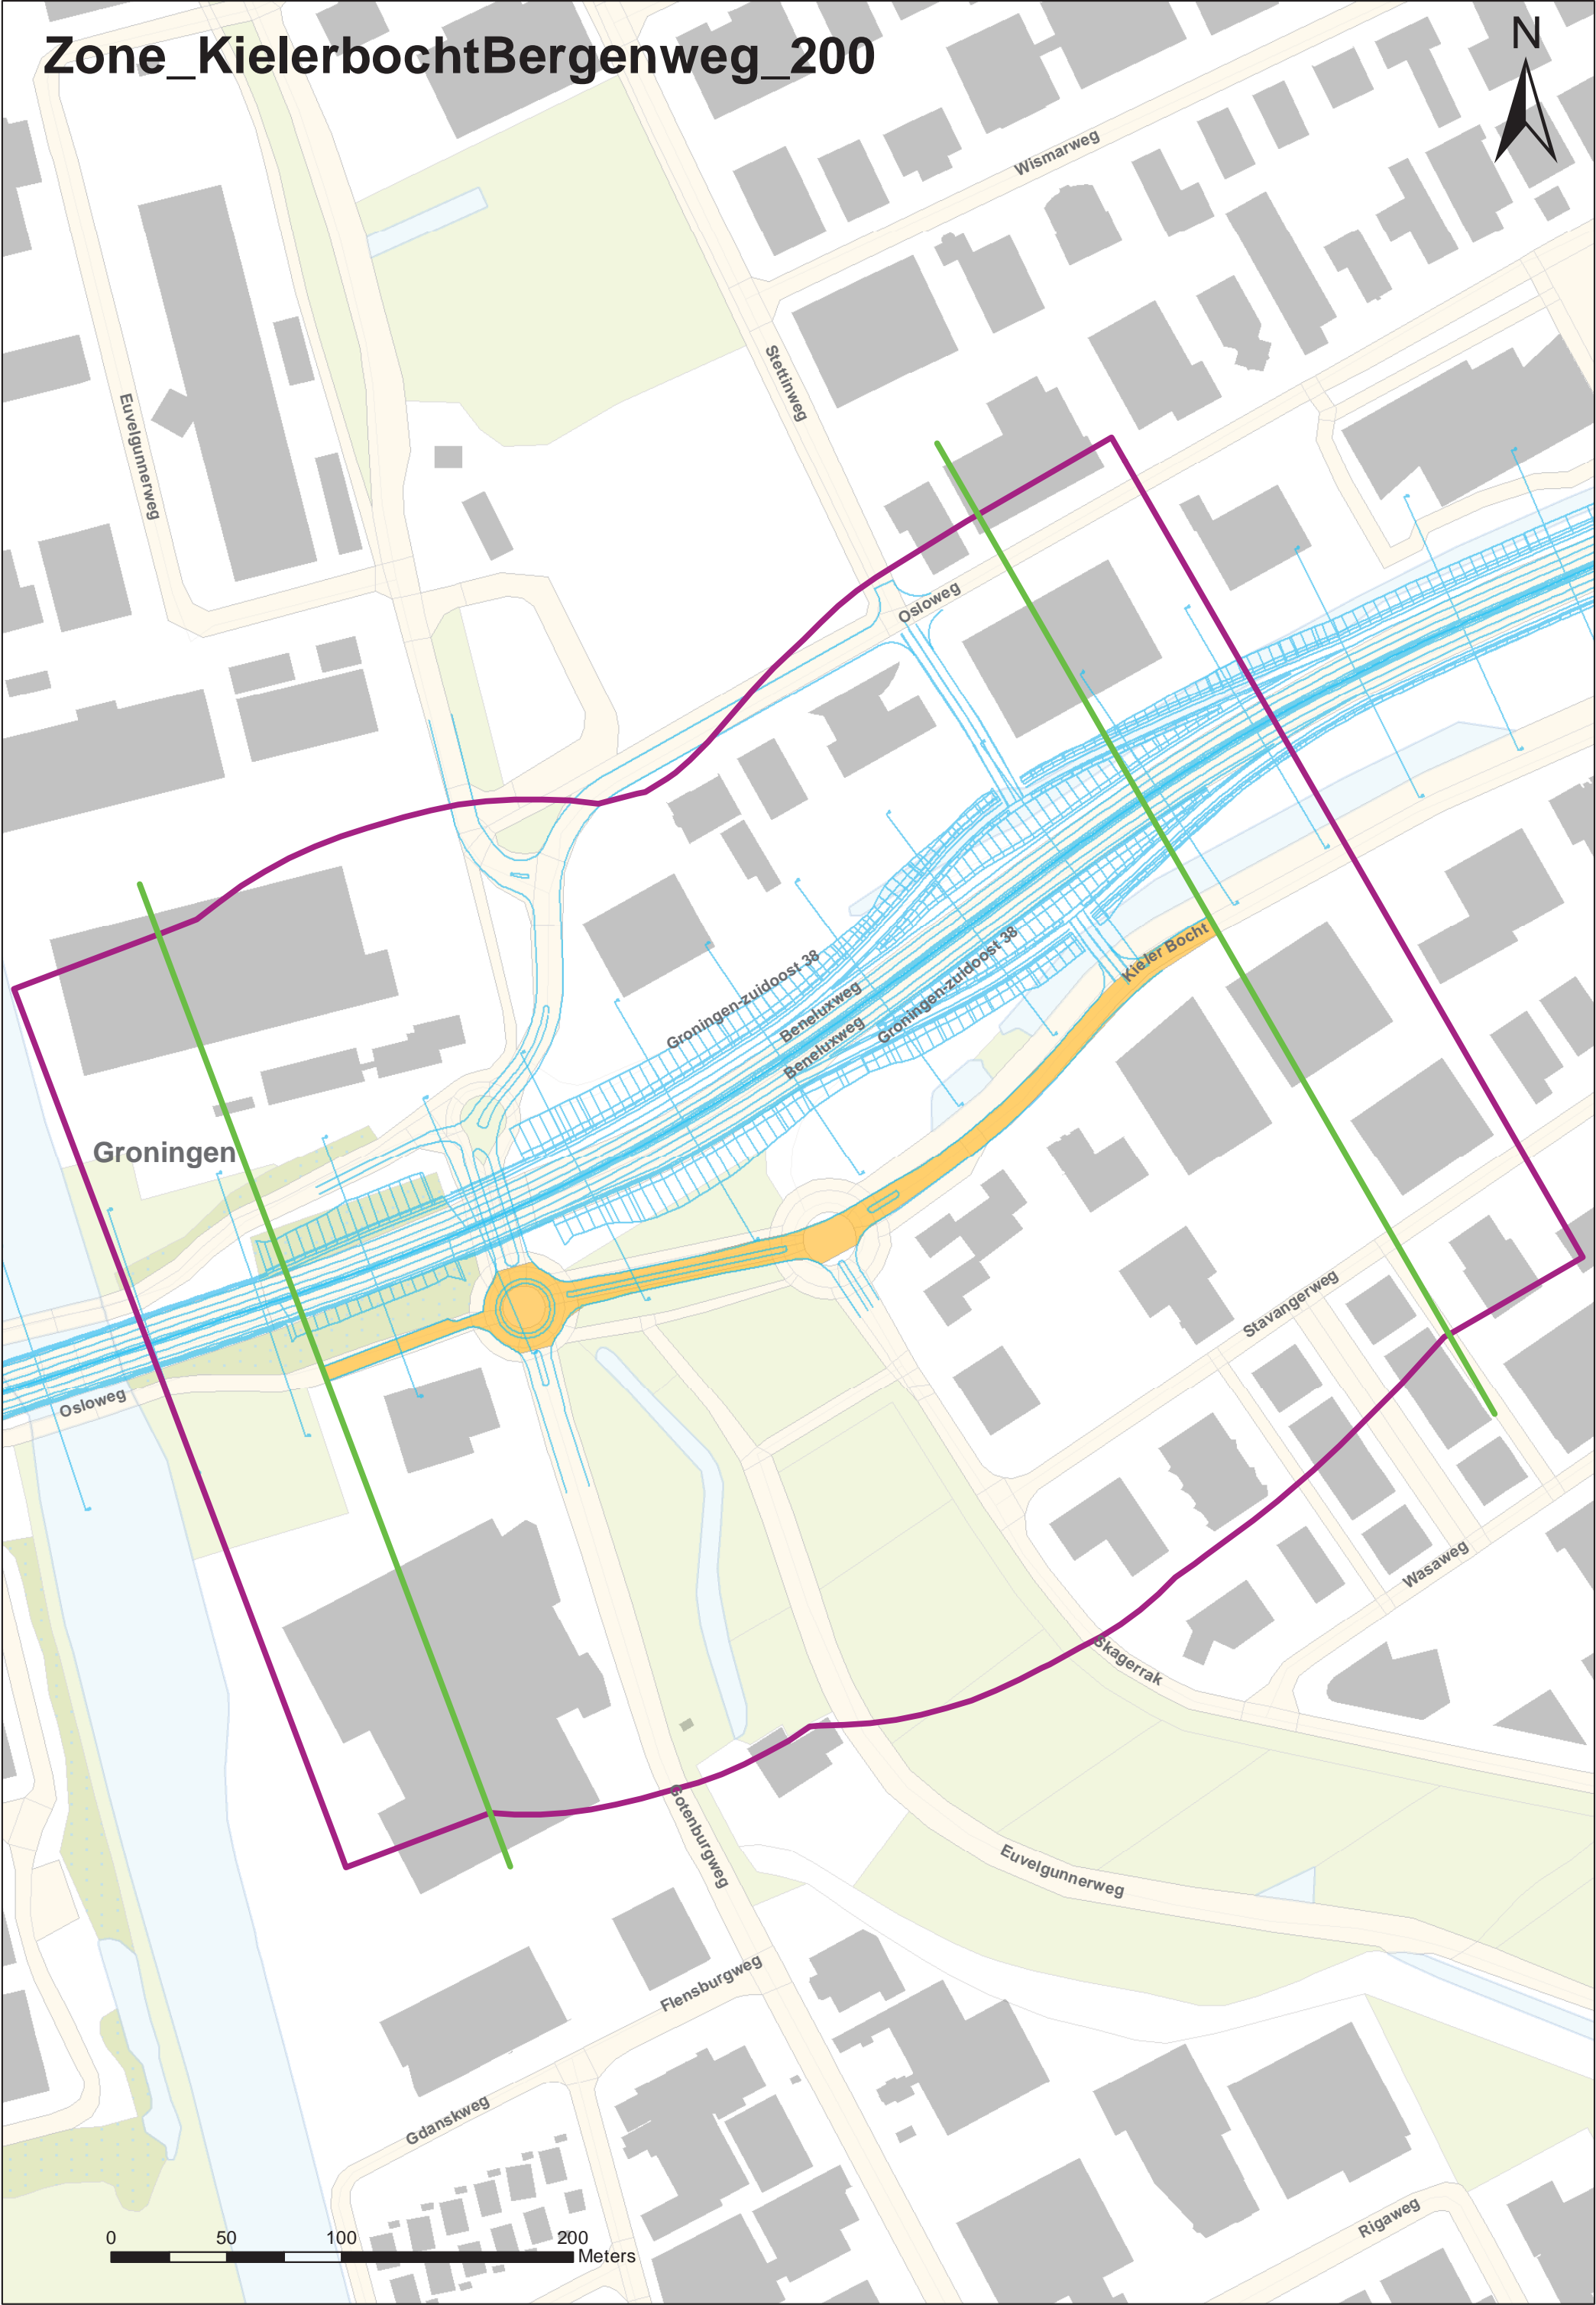 Zone_KielerbochtBergenweg_200
N
Wismarweg
Stettinweg
Euvelgunnerweg
Osloweg
Kieler Bocht
Groningen-zuidoost 38
Beneluxweg
Groningen-zuidoost 38
Beneluxweg
Groningen
Stavangerweg
Osloweg
Wasaweg
Skagerrak
Gotenburgweg
Euvelgunnerweg
Flensburgweg
Gdanskweg
Rigaweg
0 50 100 200
Meters